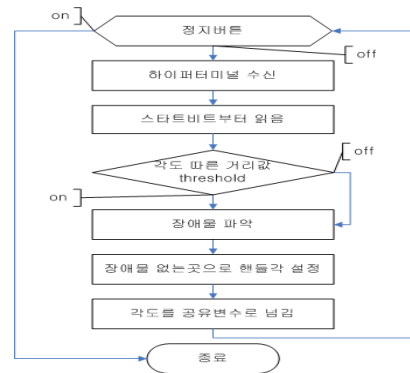 on
정지버튼
off
하이퍼터미널 수신
스타트비트부터 읽음
각도 따른 거리값
threshold
off
on
장애물 파악
장애물 없는곳으로 핸들각 설정
각도를 공유변수로 넘김
종료